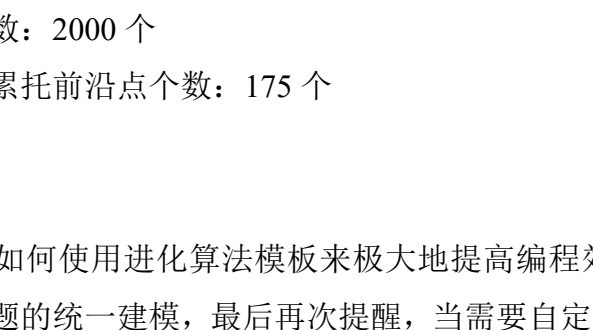 数：2000 个
累托前沿点个数：175 个
如何使用进化算法模板来极大地提高编程效
题的统一建模，最后再次提醒，当需要自定